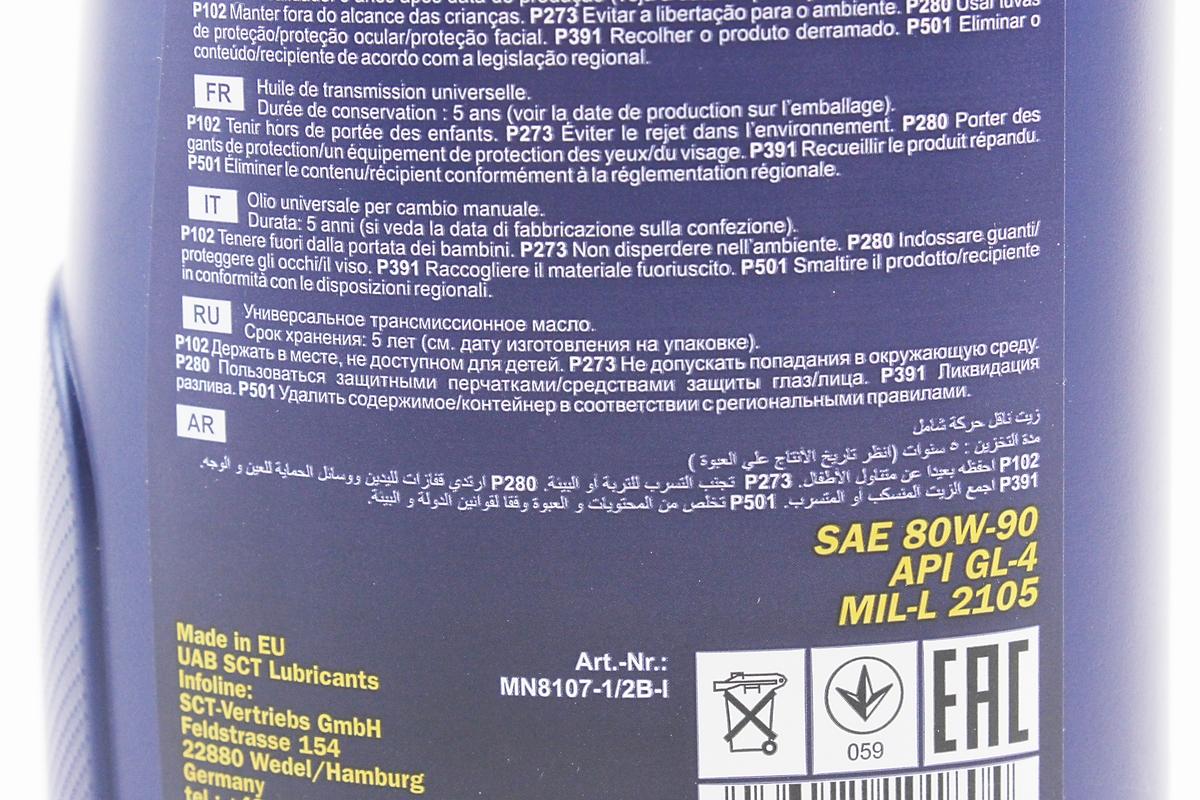 P102 Manter fora do alcance das crianças. P273 Evitar a libertação para o ambiente. P280 Usar luvas
de proteção/proteção ocular/proteção facial. P391 Recolher o produto derramado. P501 Eliminar o
conteúdo/recipiente de acordo com a legislação regional.
FR Huile de transmission universelle.
Durée de conservation : 5 ans (voir la date de production sur l'emballage).
P102 Tenir hors de portée des enfants. P273 Éviter le rejet dans l'environnement. P280 Porter des
gants de protection/un équipement de protection des yeux/du visage. P391 Recueillir le produit répandu.
P501 Éliminer le contenu/récipient conformément à la réglementation régionale.
IT Olio universale per cambio manuale.
Durata: 5 anni (si veda la data di fabbricazione sulla confezione).
P102 Tenere fuori dalla portata dei bambini. P273 Non disperdere nell'ambiente. P280 Indossare guanti/
proteggere gli occhi/il viso. P391 Raccogliere il materiale fuoriuscito. P501 Smaltire il prodotto/recipiente
in conformità con le disposizioni regionali.
RU Универсальное трансмиссионное масло.
Срок хранения: 5 лет (см. дату изготовления на упаковке).
P102 Держать в месте, не доступном для детей. P273 Не допускать попадания в окружающую среду.
P280 Пользоваться защитными перчатками/средствами защиты глаз/лица. P391 Ликвидация
разлива. P501 Удалить содержимое/контейнер в соответствии с региональными правилами.
AR زيت ناقل حركة شامل
مدة التخزين : ٥ سنوات (انظر تاريخ الأنتاج علي العبوة )
P102 احفظه بعيدا عن متناول الأطفال. P273 تجنب التسرب للتربة أو البيئة. P280 ارتدي قفازات لليدين ووسائل الحماية للعين و الوجه.
P391 اجمع الزيت المنسكب أو المتسرب. P501 تخلص من المحتويات و العبوة وفقا لقوانين الدولة و البيئة.
SAE 80W-90
API GL-4
MIL-L 2105
Made in EU
UAB SCT Lubricants
Infoline:
SCT-Vertriebs GmbH
Feldstrasse 154
22880 Wedel/Hamburg
Germany
tel.:
Art.-Nr.:
MN8107-1/2B-I
059
EAC